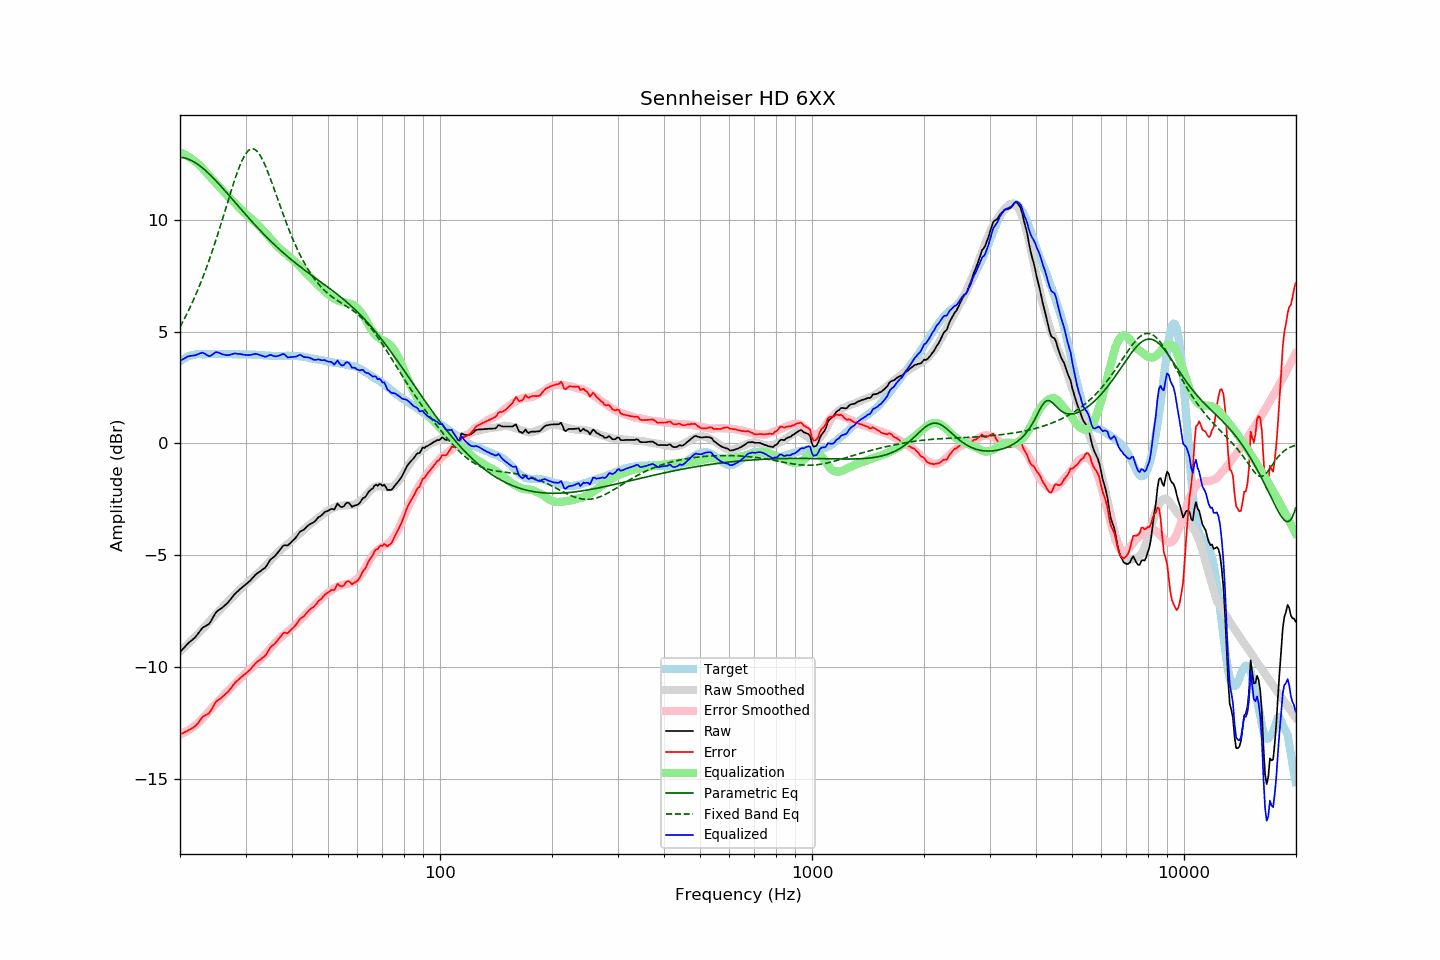 Sennheiser HD 6XX
Amplitude (dBr)
10
5
0
−5
−10
−15
Target
Raw Smoothed
Error Smoothed
Raw
Error
Equalization
Parametric Eq
Fixed Band Eq
Equalized
100
1000
10000
Frequency (Hz)